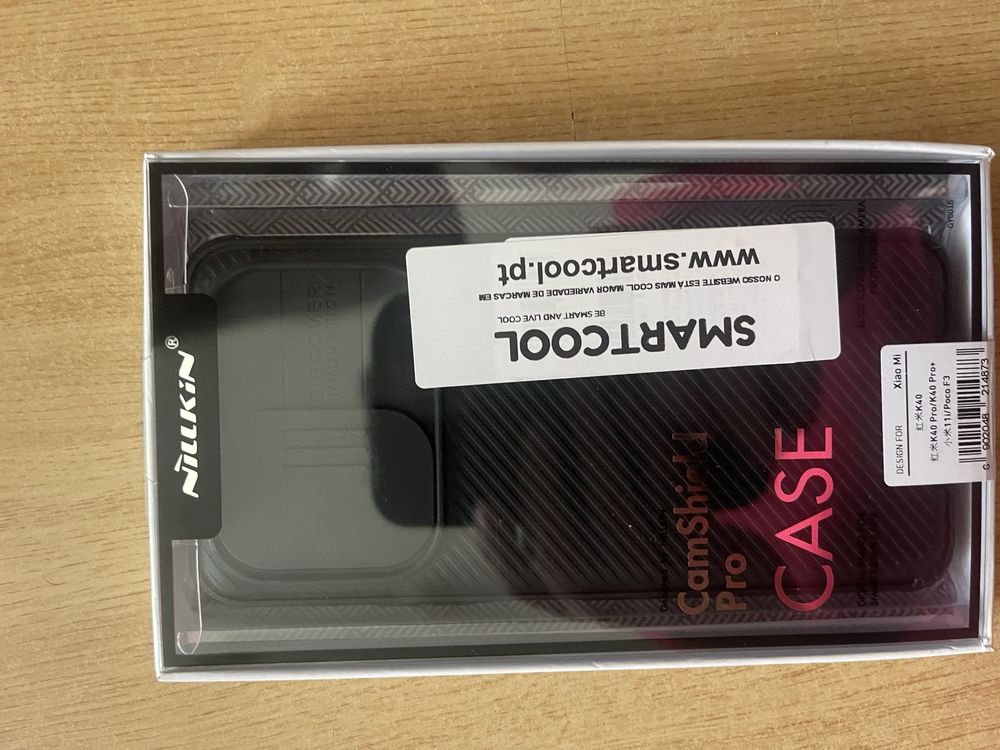 NiLLKiN®
DISCOVERY
INNOVATION
SMARTCOOL
BE SMART AND LIVE COOL
O NOSSO WEBSITE ESTÁ MAIS COOL. MAIOR VARIEDADE DE MARCAS EM
www.smartcool.pt
CamShield
Pro
CASE
DESIGN FOR
Xiao Mi
红米K40
红米K40 Pro/K40 Pro+
小米11i/Poco F3
6 902048 214873